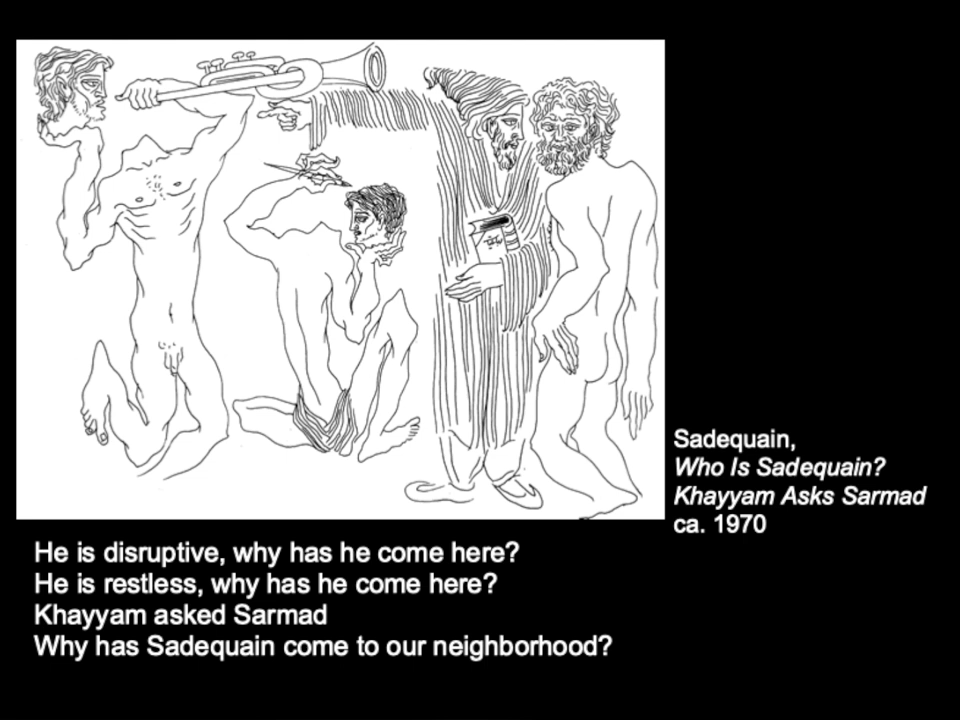 Sadequain,
Who Is Sadequain?
Khayyam Asks Sarmad
ca. 1970
He is disruptive, why has he come here?
He is restless, why has he come here?
Khayyam asked Sarmad
Why has Sadequain come to our neighborhood?